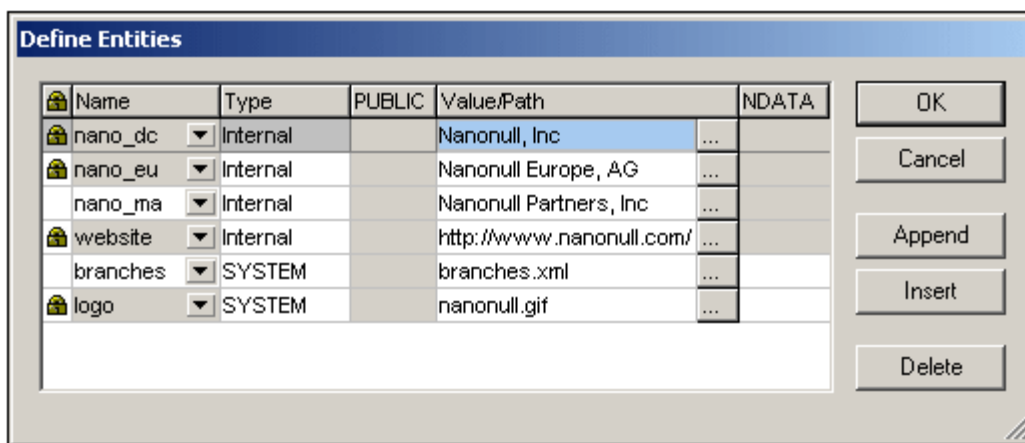 Define Entities
Name Type PUBLIC Value/Path NDATA
nano_dc Internal Nanonull, Inc ...
nano_eu Internal Nanonull Europe, AG ...
nano_ma Internal Nanonull Partners, Inc ...
website Internal http://www.nanonull.com/ ...
branches SYSTEM branches.xml ...
logo SYSTEM nanonull.gif ...
OK
Cancel
Append
Insert
Delete